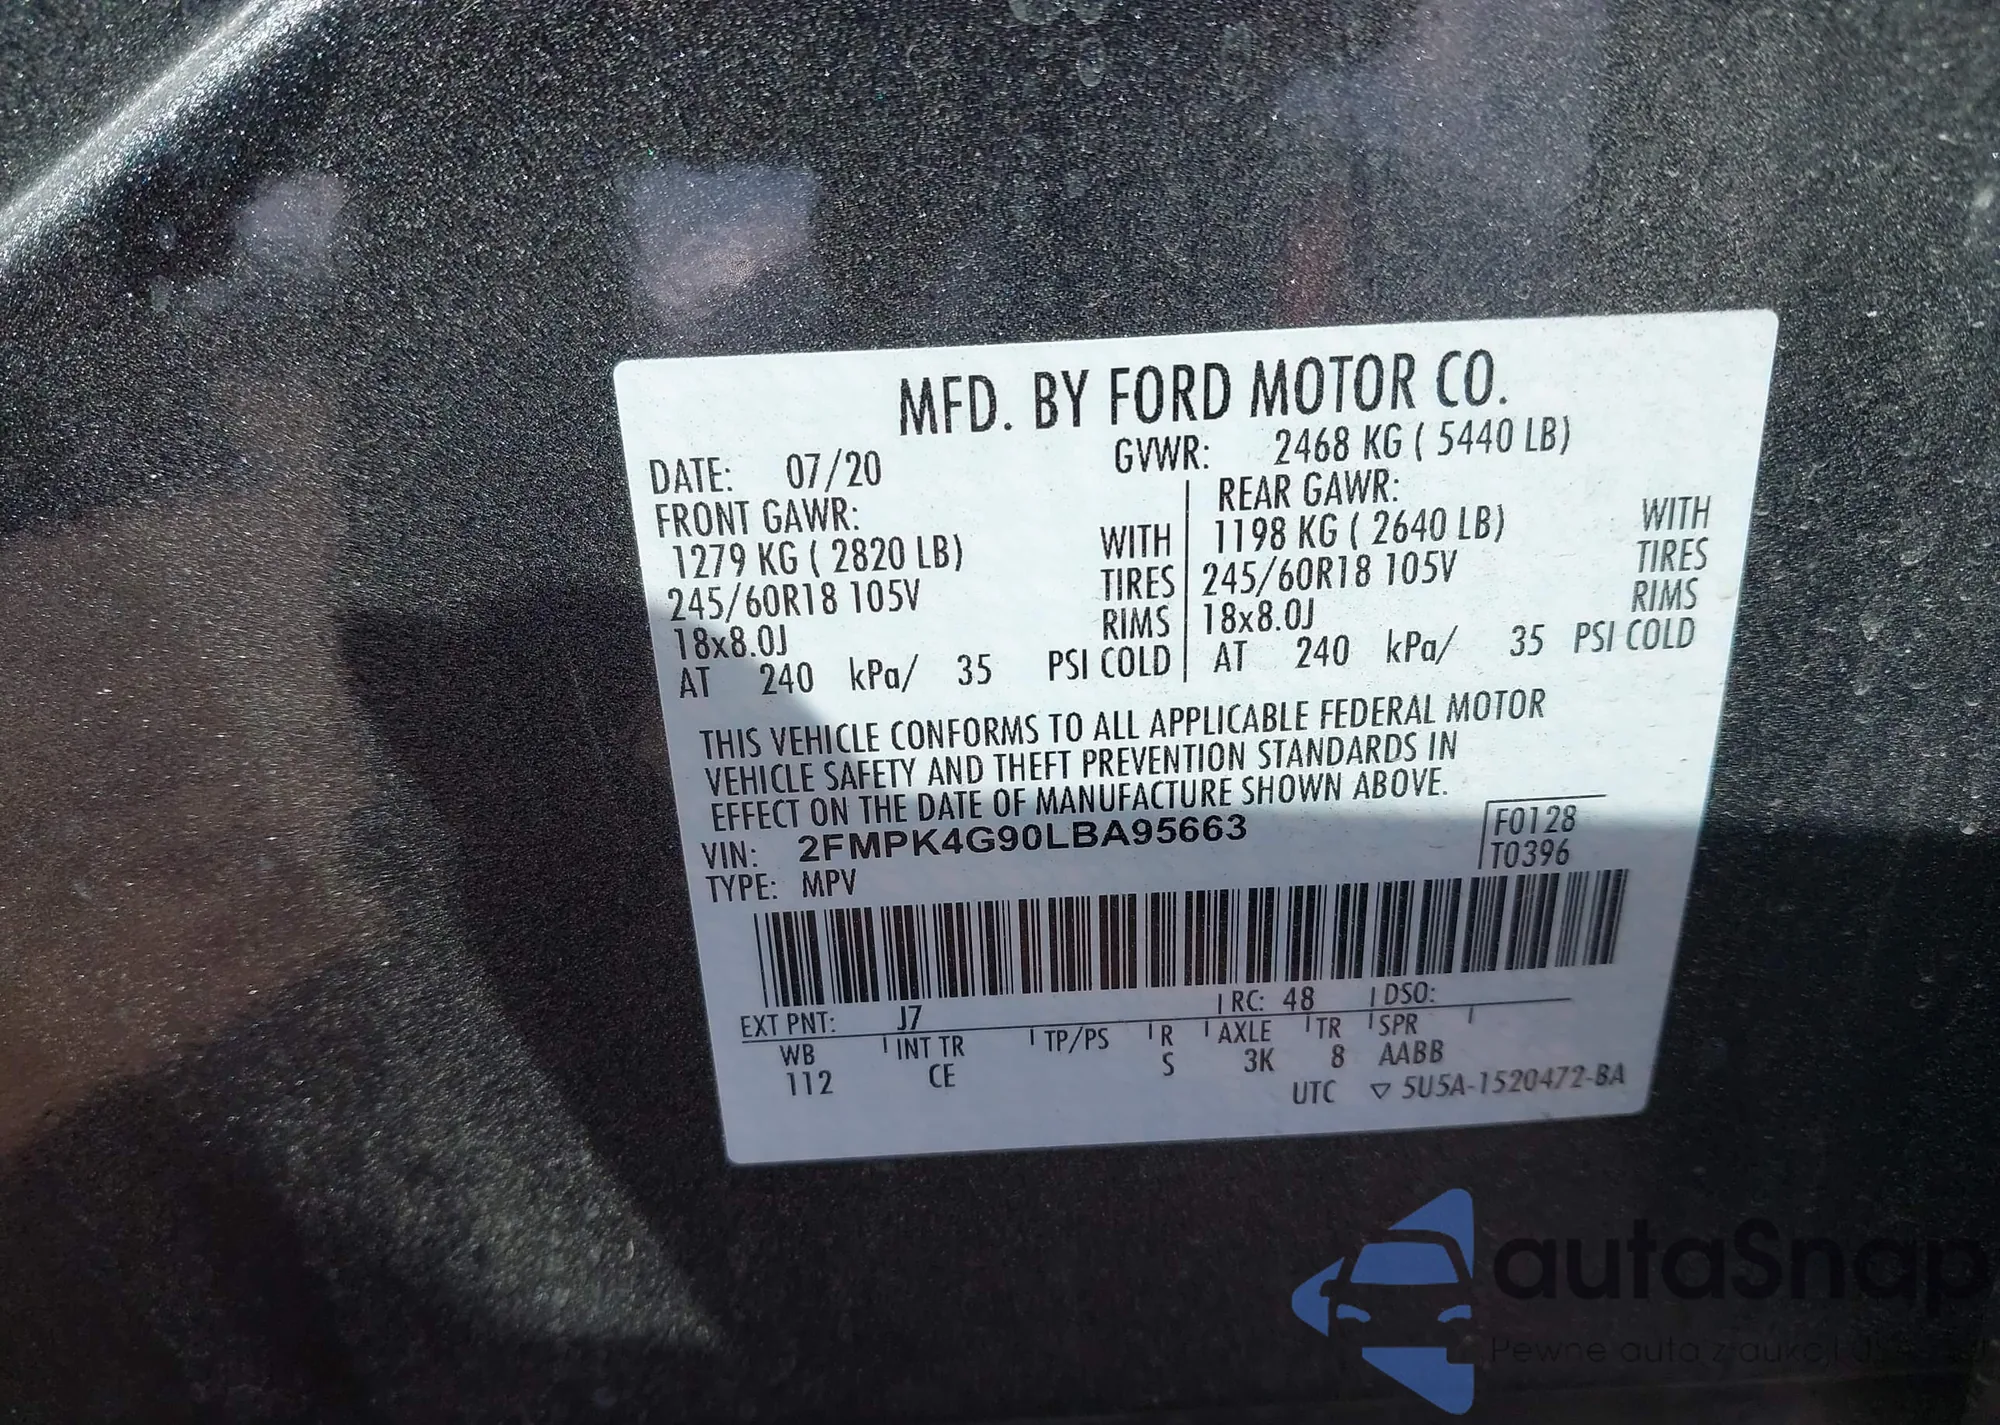 MFD. BY FORD MOTOR CO.
DATE: 07/20 GVWR: 2468 KG ( 5440 LB)
FRONT GAWR: REAR GAWR:
1279 KG ( 2820 LB) WITH 1198 KG ( 2640 LB) WITH
245/60R18 105V TIRES 245/60R18 105V TIRES
18x8.0J RIMS 18x8.0J RIMS
AT 240 kPa/ 35 PSI COLD AT 240 kPa/ 35 PSI COLD
THIS VEHICLE CONFORMS TO ALL APPLICABLE FEDERAL MOTOR
VEHICLE SAFETY AND THEFT PREVENTION STANDARDS IN
EFFECT ON THE DATE OF MANUFACTURE SHOWN ABOVE.
VIN: 2FMPK4G90LBA95663 F0128
TYPE: MPV T0396
EXT PNT: J7 RC: 48 DSO:
WB INT TR TP/PS R AXLE TR SPR
112 CE S 3K 8 AABB
UTC ▽ 5U5A-1520472-BA
autaSnap
Pewne auta z aukcji